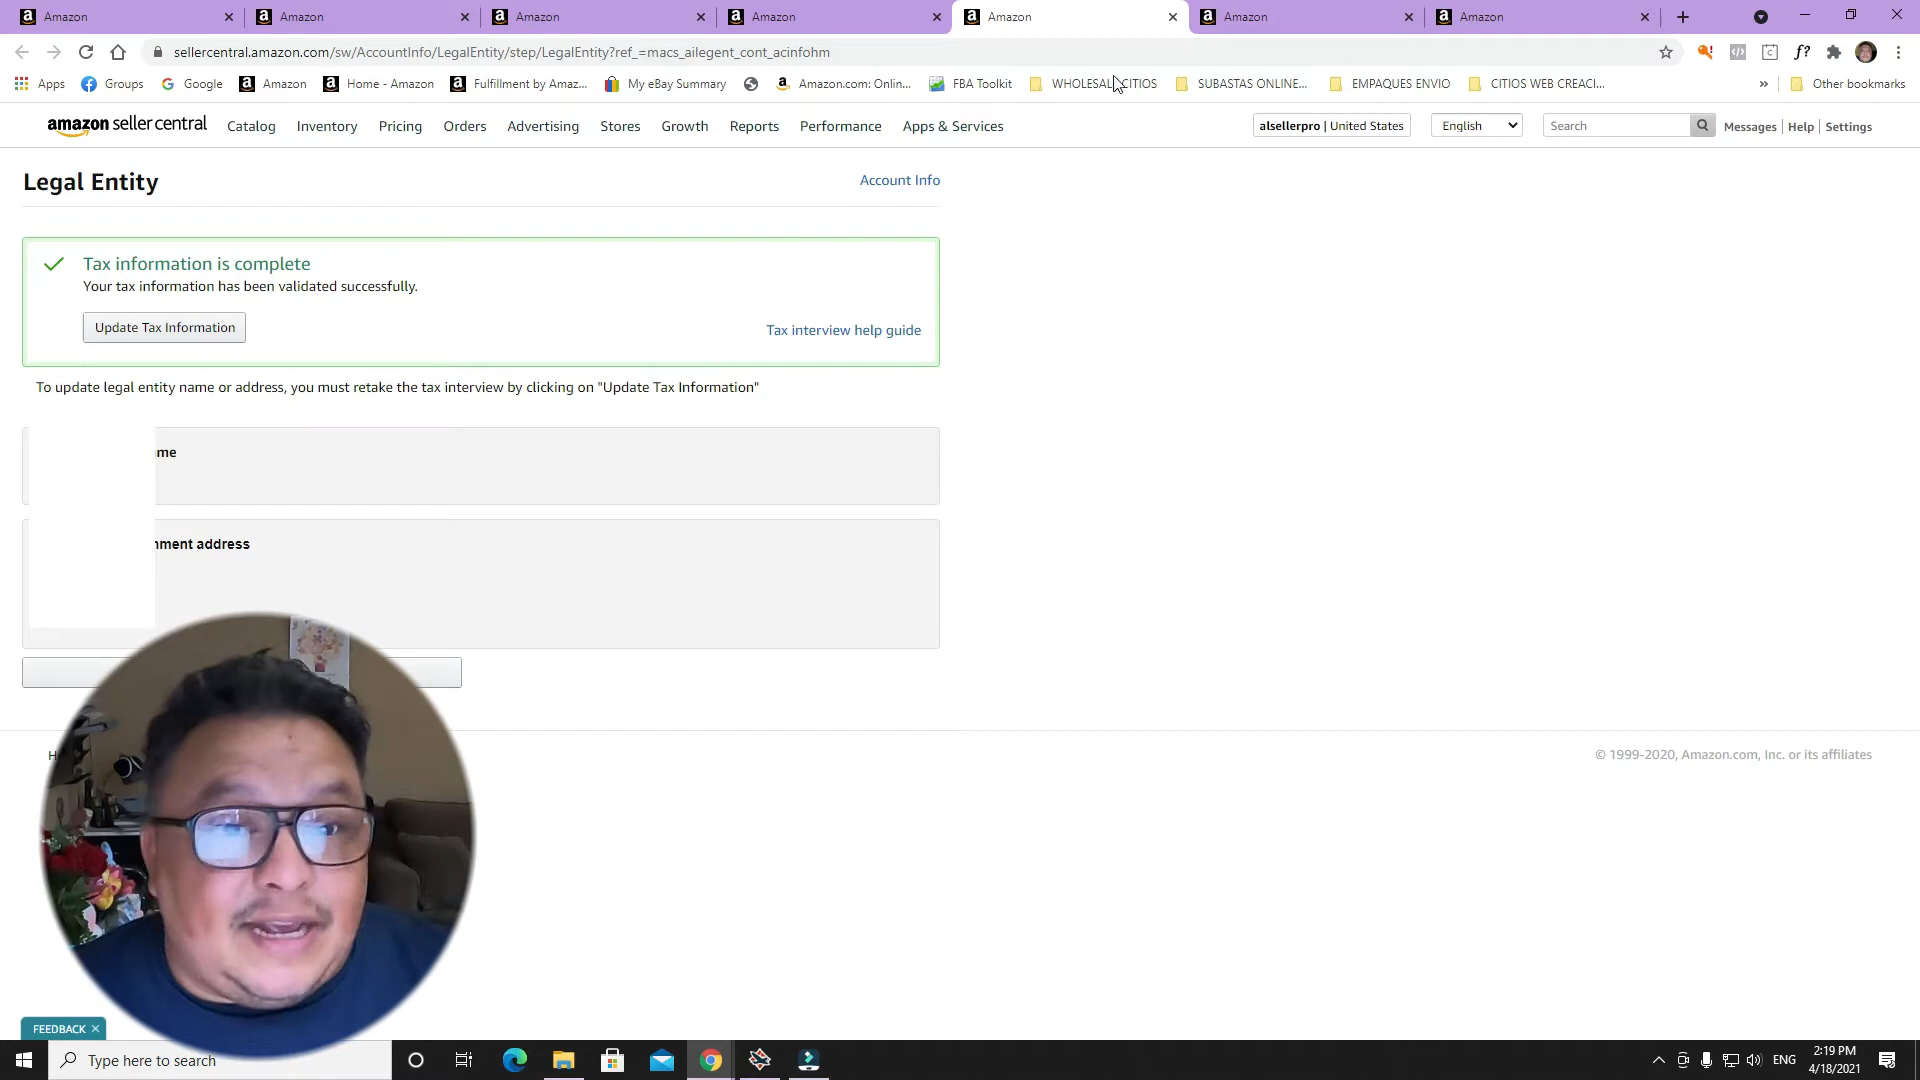 Amazon Amazon Amazon Amazon Amazon Amazon Amazon
sellercentral.amazon.com/sw/AccountInfo/LegalEntity/step/LegalEntity?ref_=macs_ailegent_cont_acinfohm
Apps Groups Google Amazon Home - Amazon Fulfillment by Amaz... My eBay Summary Amazon.com: Onlin... FBA Toolkit WHOLESAL CITIOS SUBASTAS ONLINE... EMPAQUES ENVIO CITIOS WEB CREACI... » Other bookmarks
amazon seller central Catalog Inventory Pricing Orders Advertising Stores Growth Reports Performance Apps & Services alsellerpro | United States English Search Messages | Help | Settings
Legal Entity Account Info
Tax information is complete
Your tax information has been validated successfully.
Update Tax Information Tax interview help guide
To update legal entity name or address, you must retake the tax interview by clicking on "Update Tax Information"
me
nment address
H © 1999-2020, Amazon.com, Inc. or its affiliates
FEEDBACK
Type here to search ENG 2:19 PM
4/18/2021